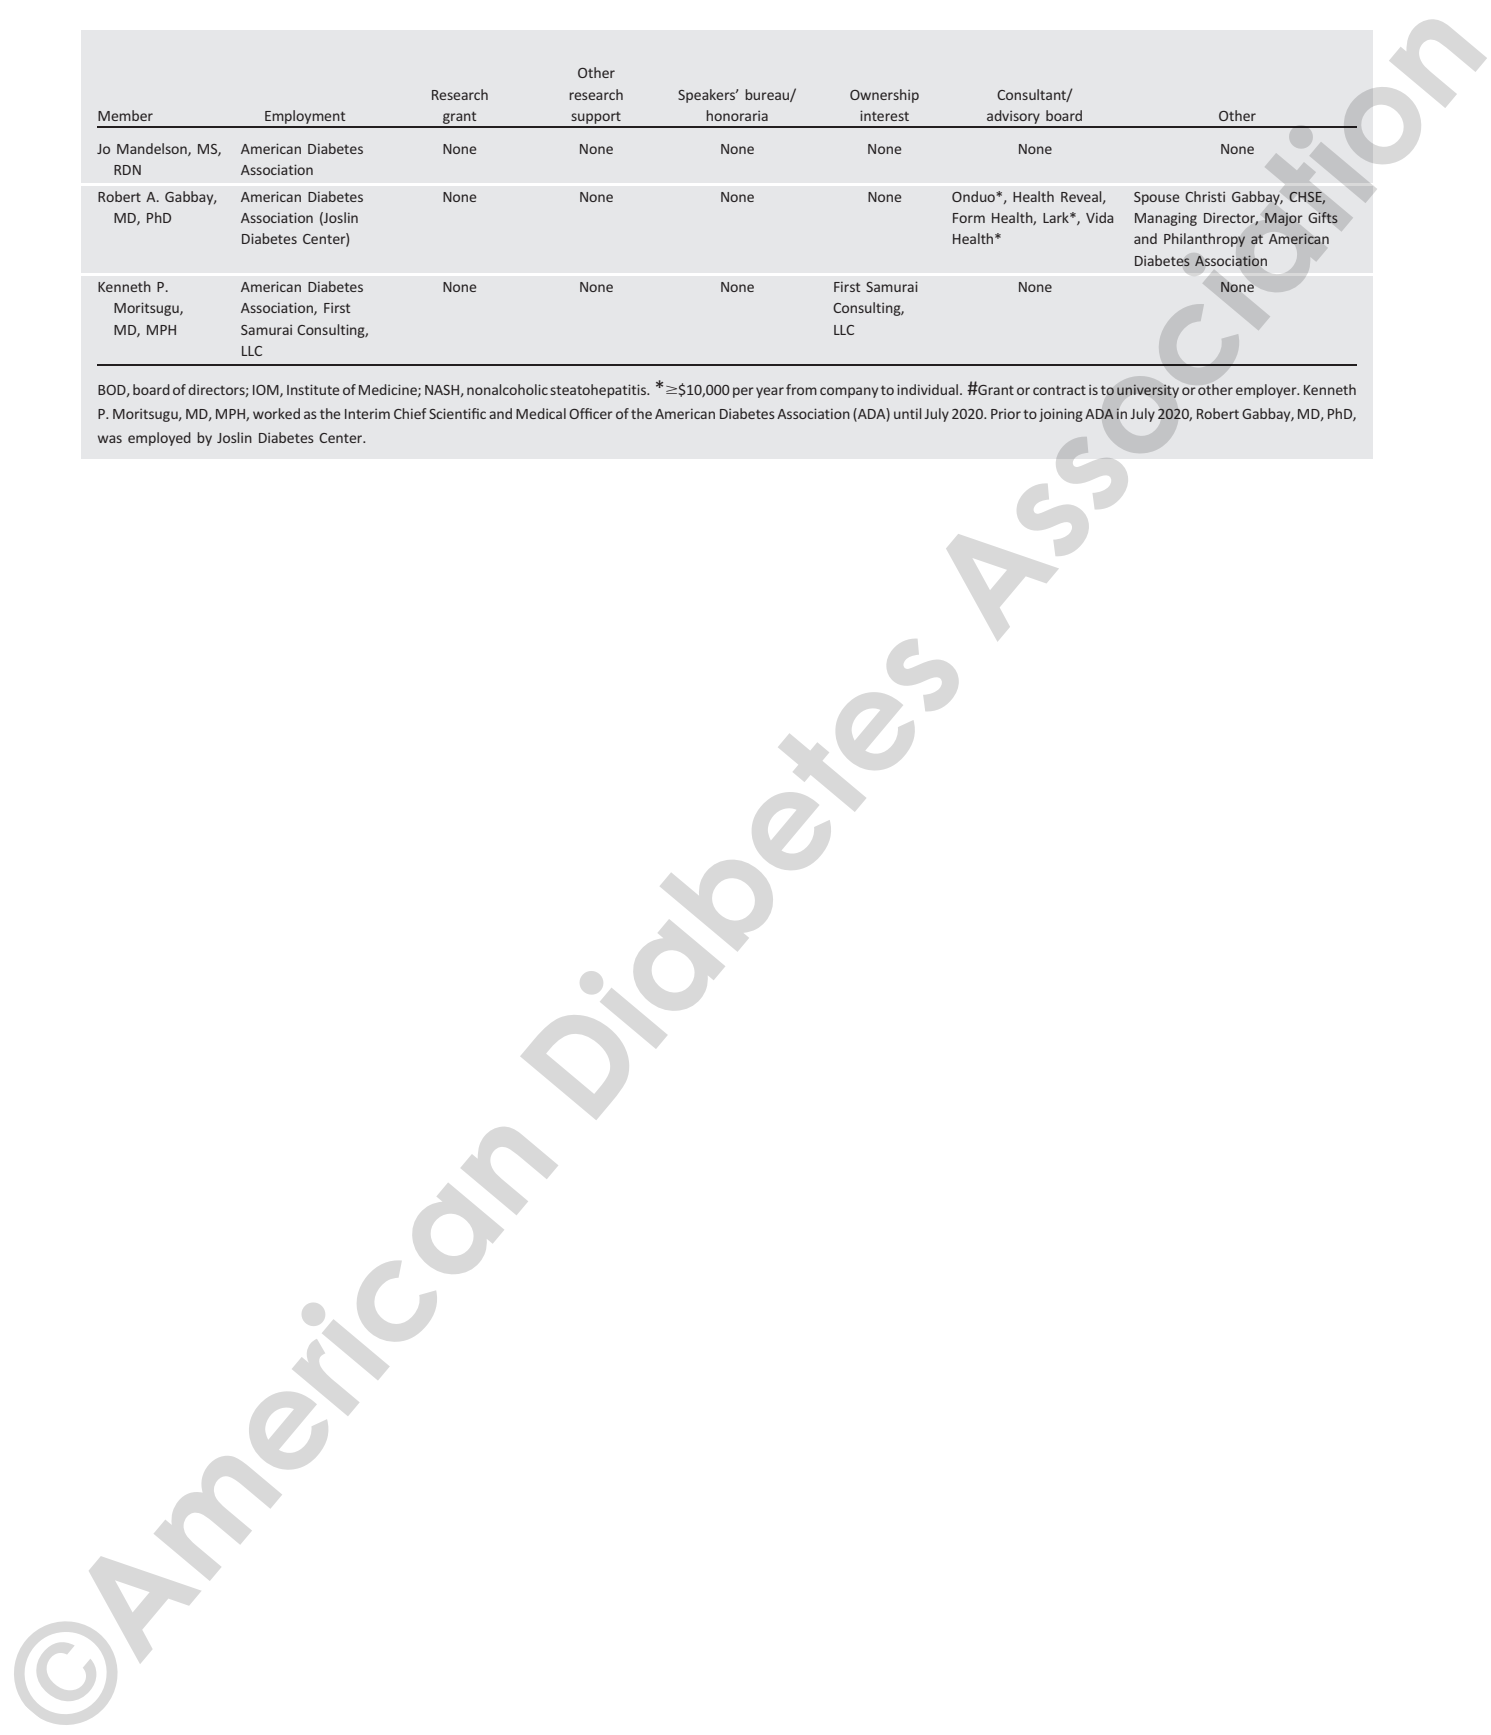 Other
Research research Speakers’ bureau/ Ownership Consultant/
Member Employment grant support honoraria interest advisory board Other
Jo Mandelson, MS, American Diabetes None None None None None None
RDN Association
Robert A. Gabbay, American Diabetes None None None None Onduo*, Health Reveal, Spouse Christi Gabbay, CHSE,
MD, PhD Association (Joslin Form Health, Lark*, Vida Managing Director, Major Gifts
Diabetes Center) Health* and Philanthropy at American
Diabetes Association
Kenneth P. American Diabetes None None None First Samurai None None
Moritsugu, Association, First Consulting,
MD, MPH Samurai Consulting, LLC
LLC
BOD, board of directors; IOM, Institute of Medicine; NASH, nonalcoholic steatohepatitis. *≥$10,000 per year from company to individual. #Grant or contract is to university or other employer. Kenneth
P. Moritsugu, MD, MPH, worked as the Interim Chief Scientific and Medical Officer of the American Diabetes Association (ADA) until July 2020. Prior to joining ADA in July 2020, Robert Gabbay, MD, PhD,
was employed by Joslin Diabetes Center.
©American Diabetes Association